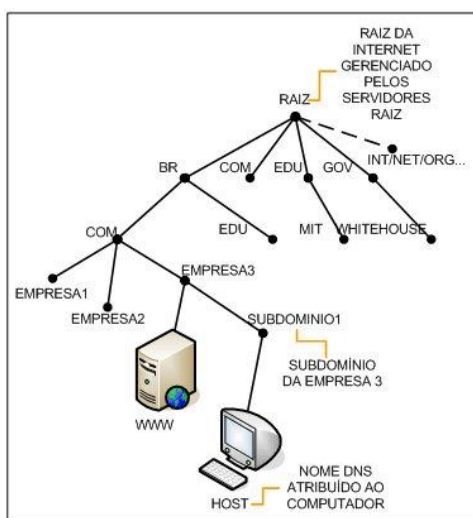 RAIZ DA
INTERNET
GERENCIADO
PELOS
SERVIDORES
RAIZ
RAIZ
INT/NET/ORG...
BR
COM
EDU
GOV
COM
EDU
MIT
WHITEHOUSE
EMPRESA1
EMPRESA2
EMPRESA3
SUBDOMINIO1
SUBDOMÍNIO
DA EMPRESA 3
WWW
NOME DNS
ATRIBUÍDO AO
COMPUTADOR
HOST